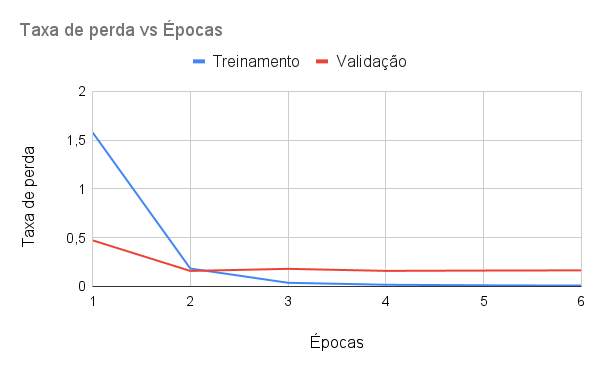 Taxa de perda vs Épocas
Treinamento Validação
Taxa de perda
2
1,5
1
0,5
0
1 2 3 4 5 6
Épocas